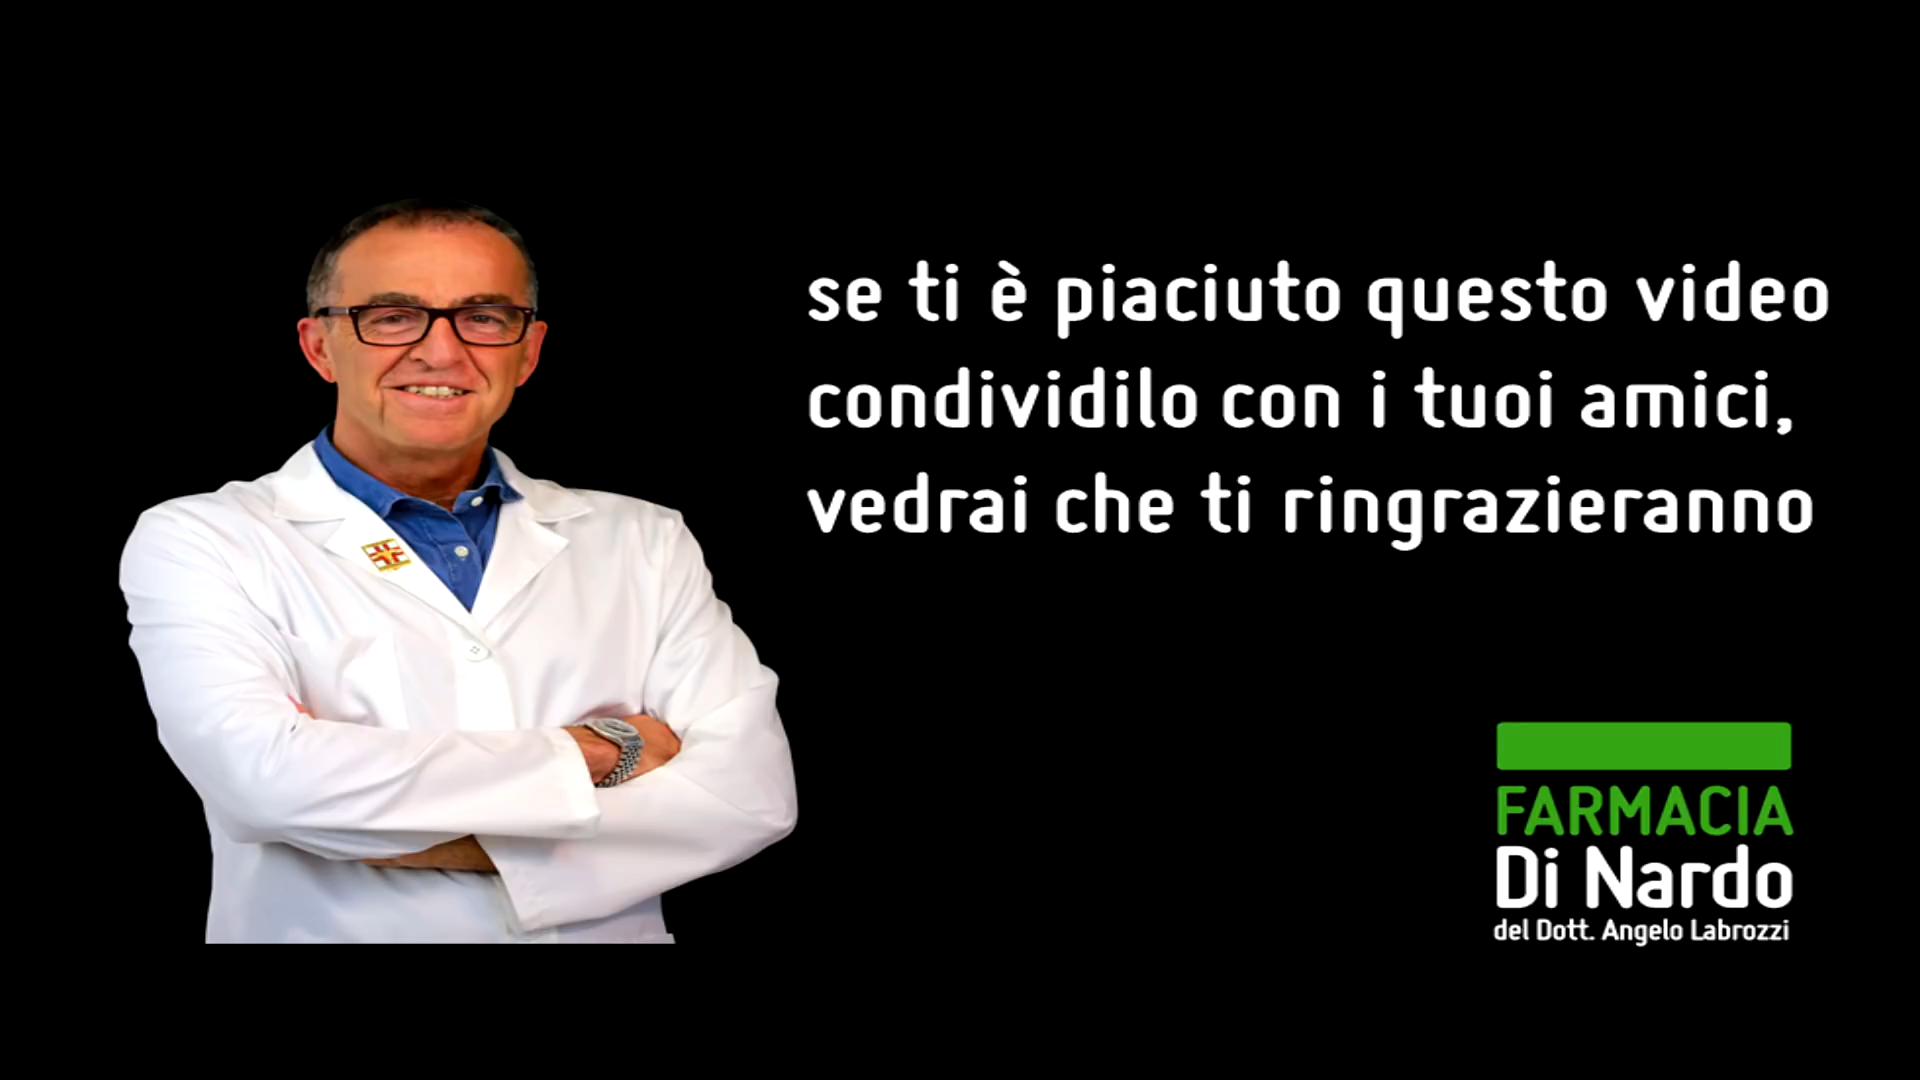 se ti è piaciuto questo video
condividilo con i tuoi amici,
vedrai che ti ringrazieranno
FARMACIA
Di Nardo
del Dott. Angelo Labrozzi